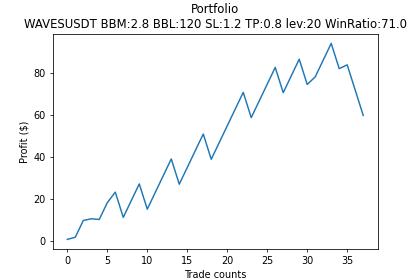 Portfolio
WAVESUSDT BBM:2.8 BBL:120 SL:1.2 TP:0.8 lev:20 WinRatio:71.0
80
60
40
20
0
Profit ($)
0 5 10 15 20 25 30 35
Trade counts